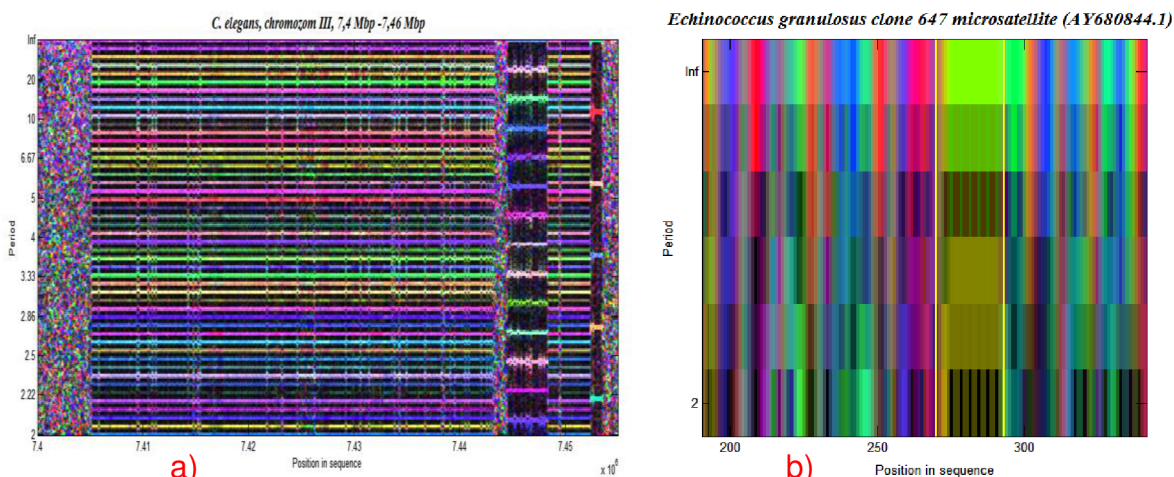 C. elegans, chromozom III, 7,4 Mbp -7,46 Mbp
Inf
20
10
6.67
5
4
3.33
2.86
2.5
2.22
2
Period
7.4
7.41
7.42
7.43
7.44
7.45
x 10⁶
Position in sequence
a)
Echinococcus granulosus clone 647 microsatellite (AY680844.1)
Inf
2
Period
200
250
300
Position in sequence
b)